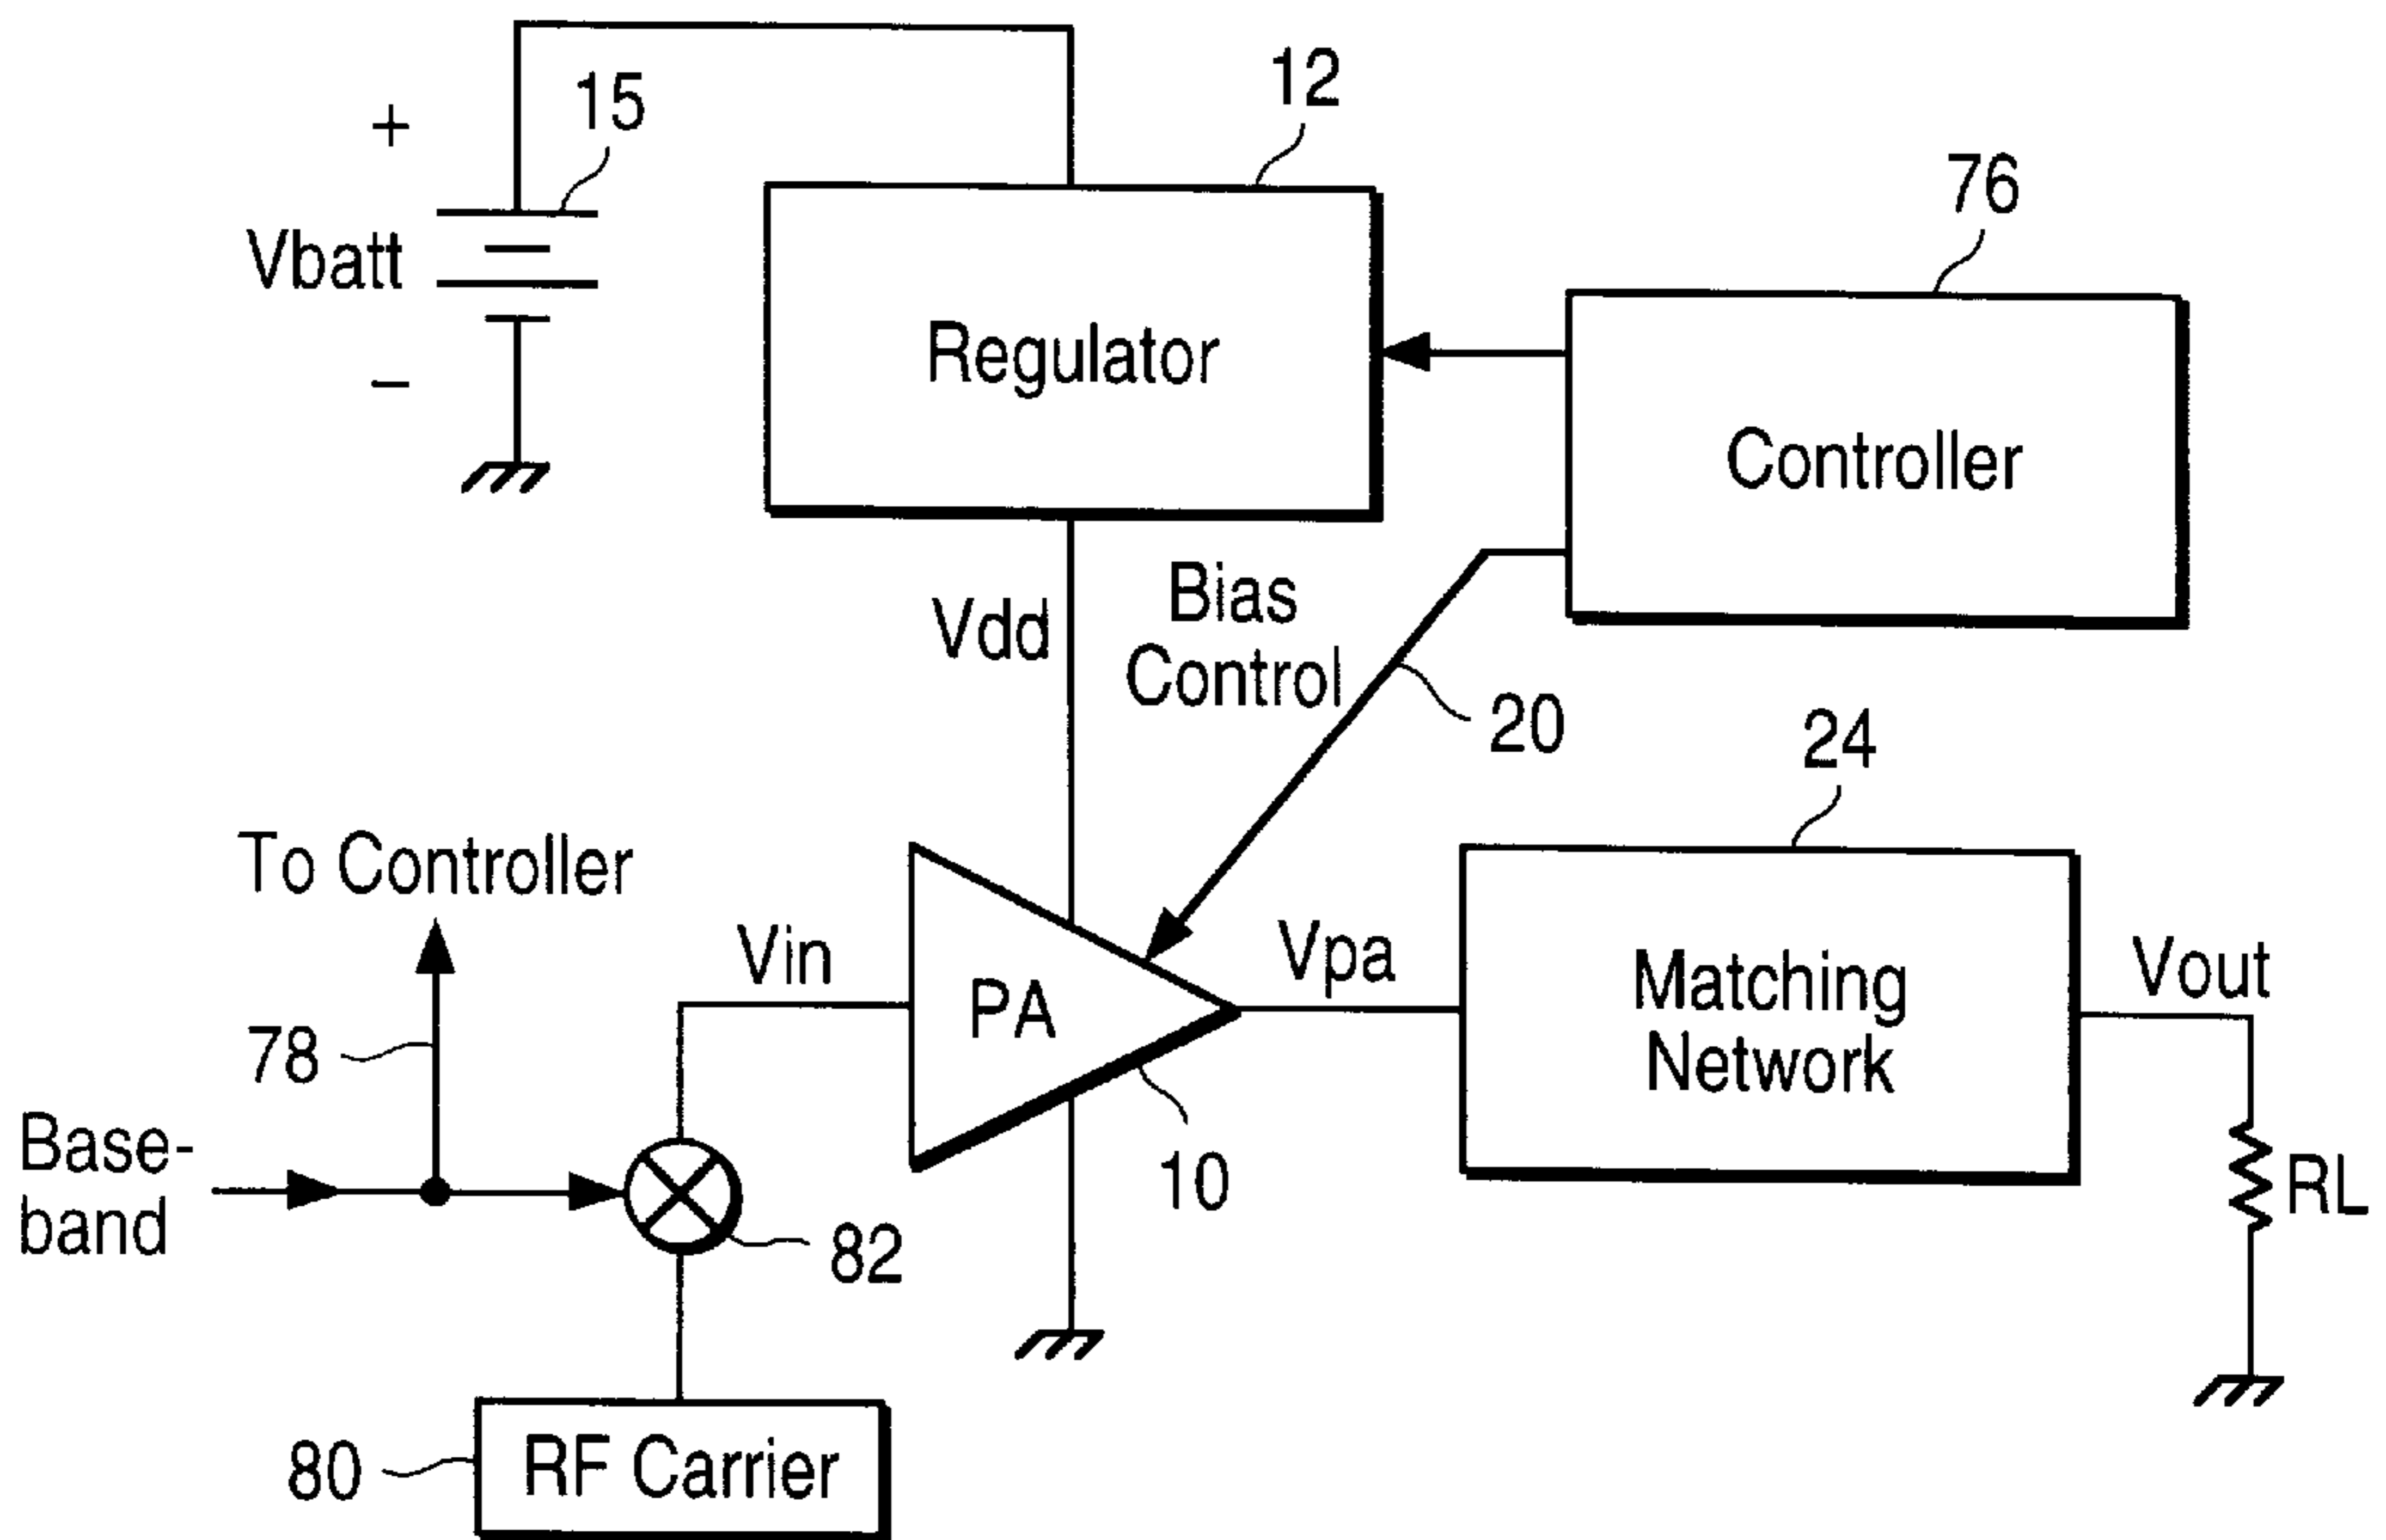 12
15
+
76
Vbatt
Regulator
–
Controller
Bias
Control
Vdd
20
24
To Controller
Vin
PA
Vpa
Matching
Network
Vout
78
Base-
band
10
RL
82
80
RF Carrier